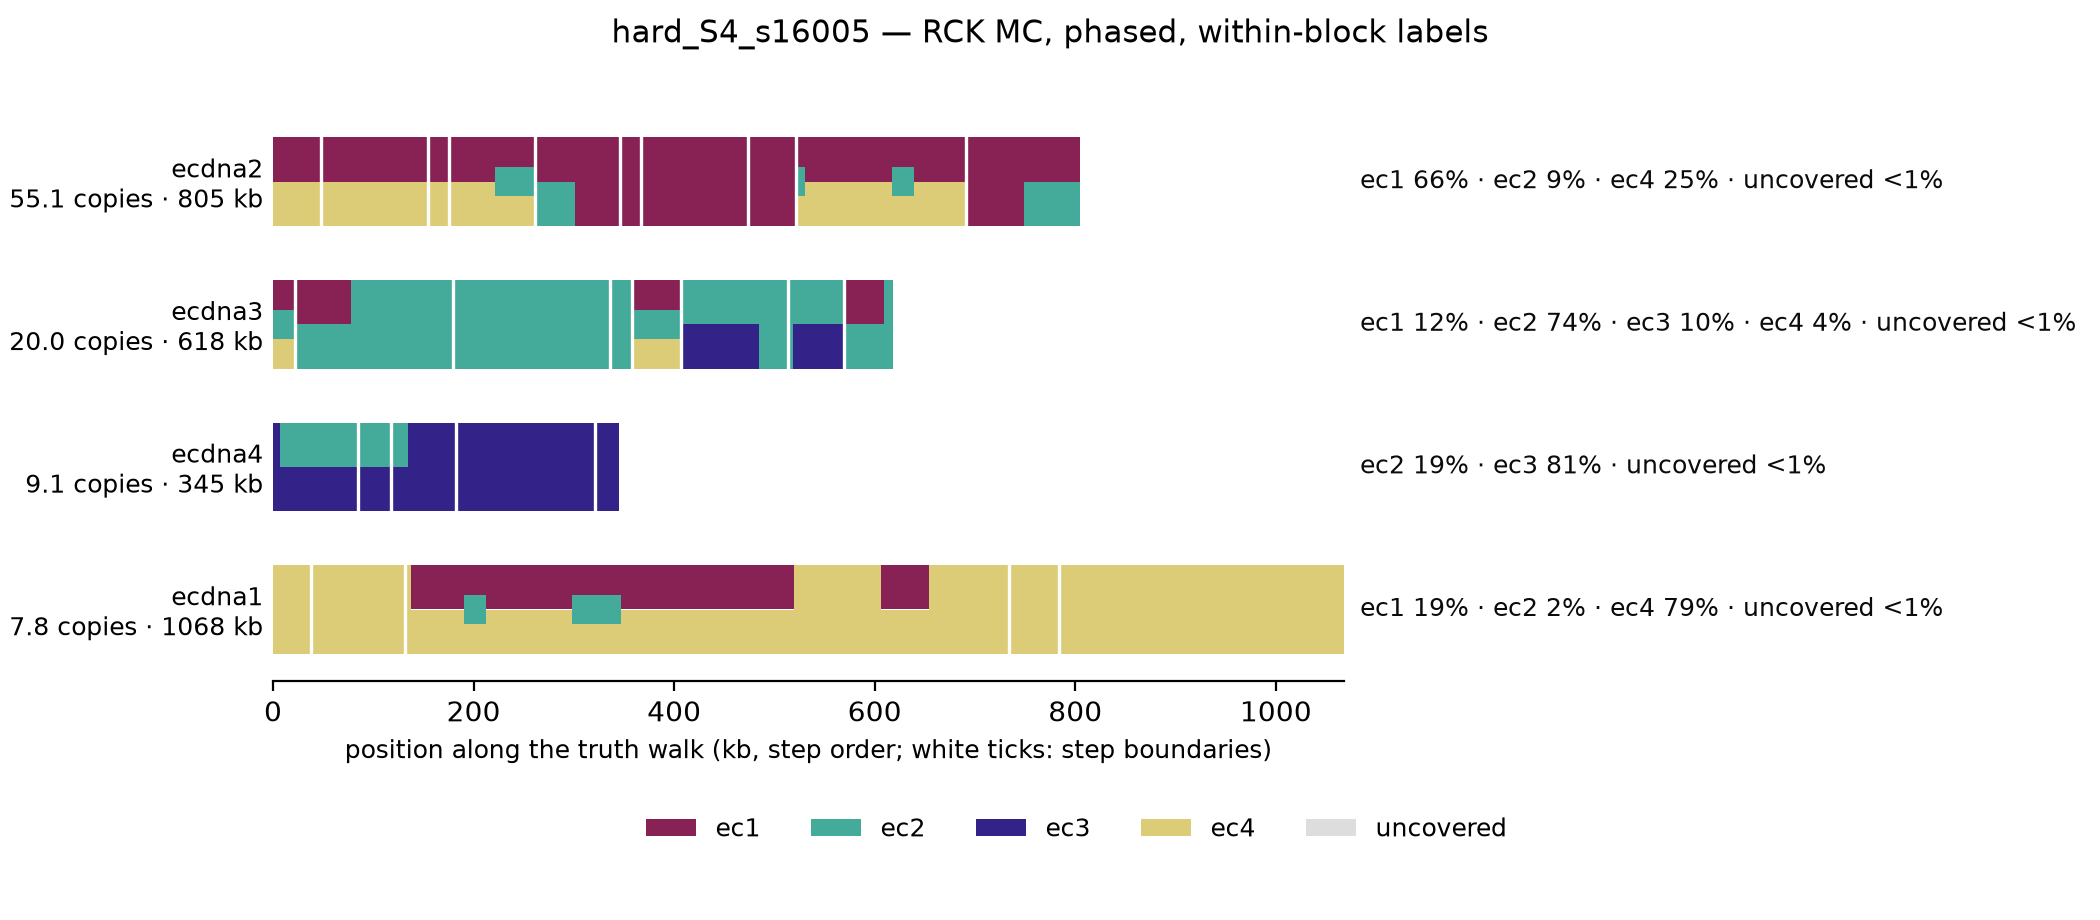 hard_S4_s16005 — RCK MC, phased, within-block labels
ecdna2
55.1 copies · 805 kb
ec1 66% · ec2 9% · ec4 25% · uncovered <1%
ecdna3
20.0 copies · 618 kb
ec1 12% · ec2 74% · ec3 10% · ec4 4% · uncovered <1%
ecdna4
9.1 copies · 345 kb
ec2 19% · ec3 81% · uncovered <1%
ecdna1
7.8 copies · 1068 kb
ec1 19% · ec2 2% · ec4 79% · uncovered <1%
0 200 400 600 800 1000
position along the truth walk (kb, step order; white ticks: step boundaries)
ec1 ec2 ec3 ec4 uncovered